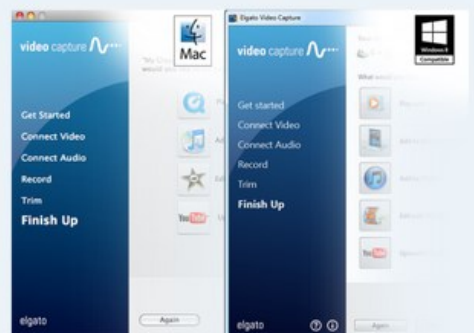 video capture
Mac
Get Started
Connect Video
Connect Audio
Record
Trim
Finish Up
You Tube
elgato
Again
Elgato Video Capture
video capture
Windows 8
Compatible
Get started
Connect Video
Connect Audio
Record
Trim
Finish Up
You Tube
elgato
Again